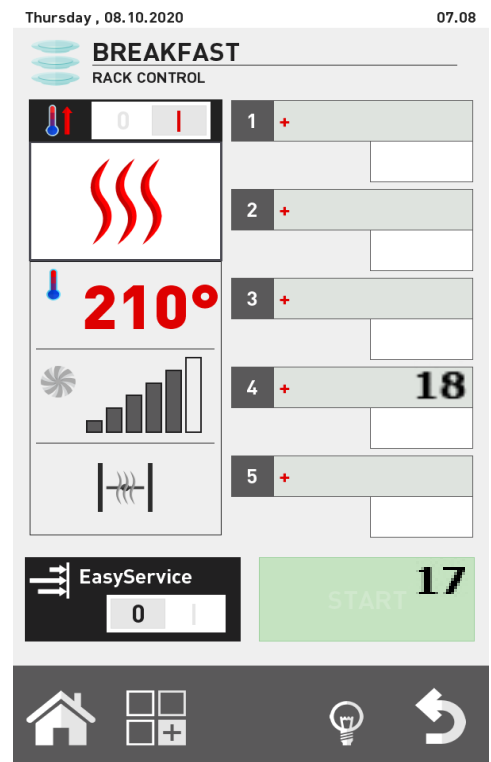 Thursday , 08.10.2020 07.08
BREAKFAST
RACK CONTROL
0 |
1 +
2 +
210°
3 +
4 + 18
5 +
EasyService
0 |
START 17
+